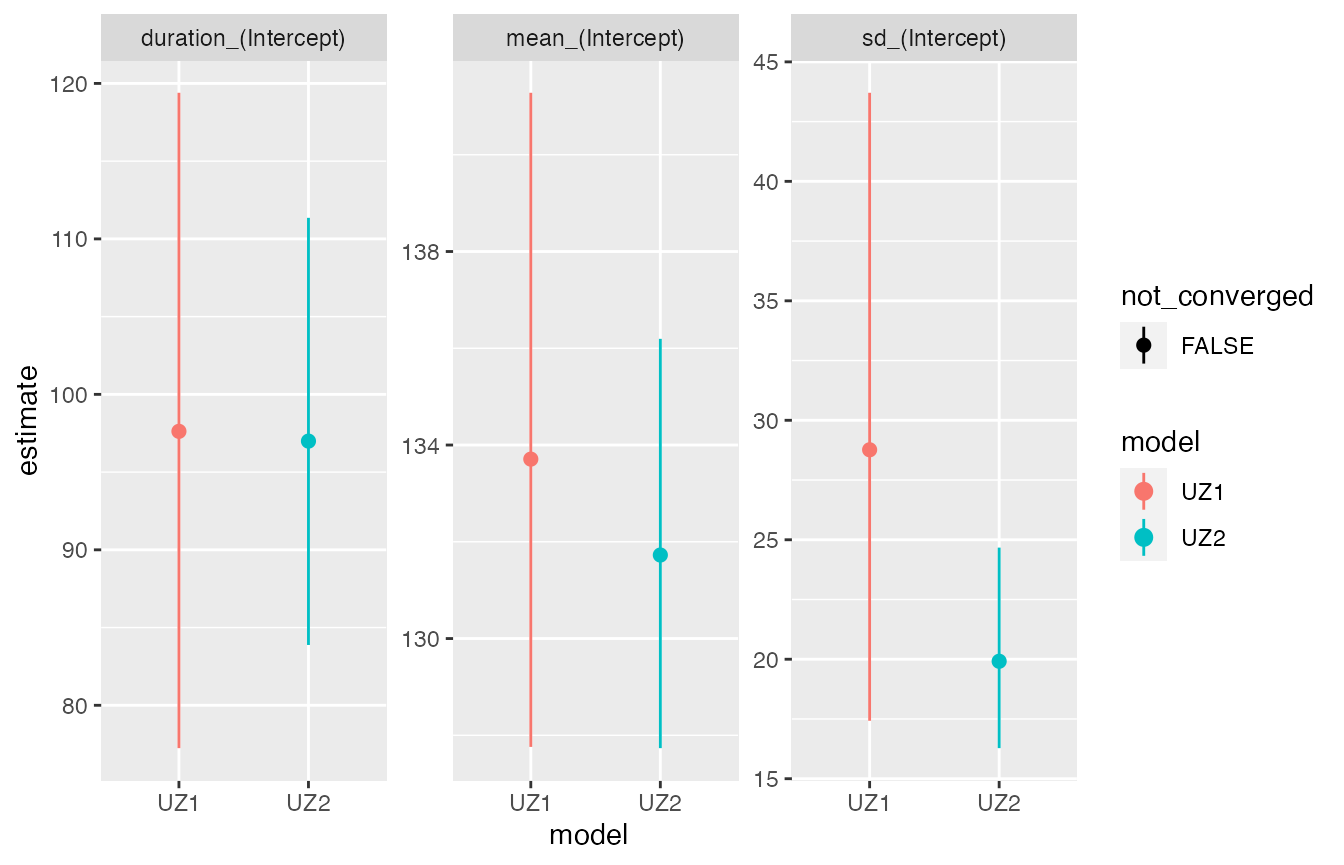 duration_(Intercept)
mean_(Intercept)
sd_(Intercept)
estimate
120
110
100
90
80
138
134
130
45
40
35
30
25
20
15
UZ1
UZ2
UZ1
UZ2
UZ1
UZ2
model
not_converged
FALSE
model
UZ1
UZ2